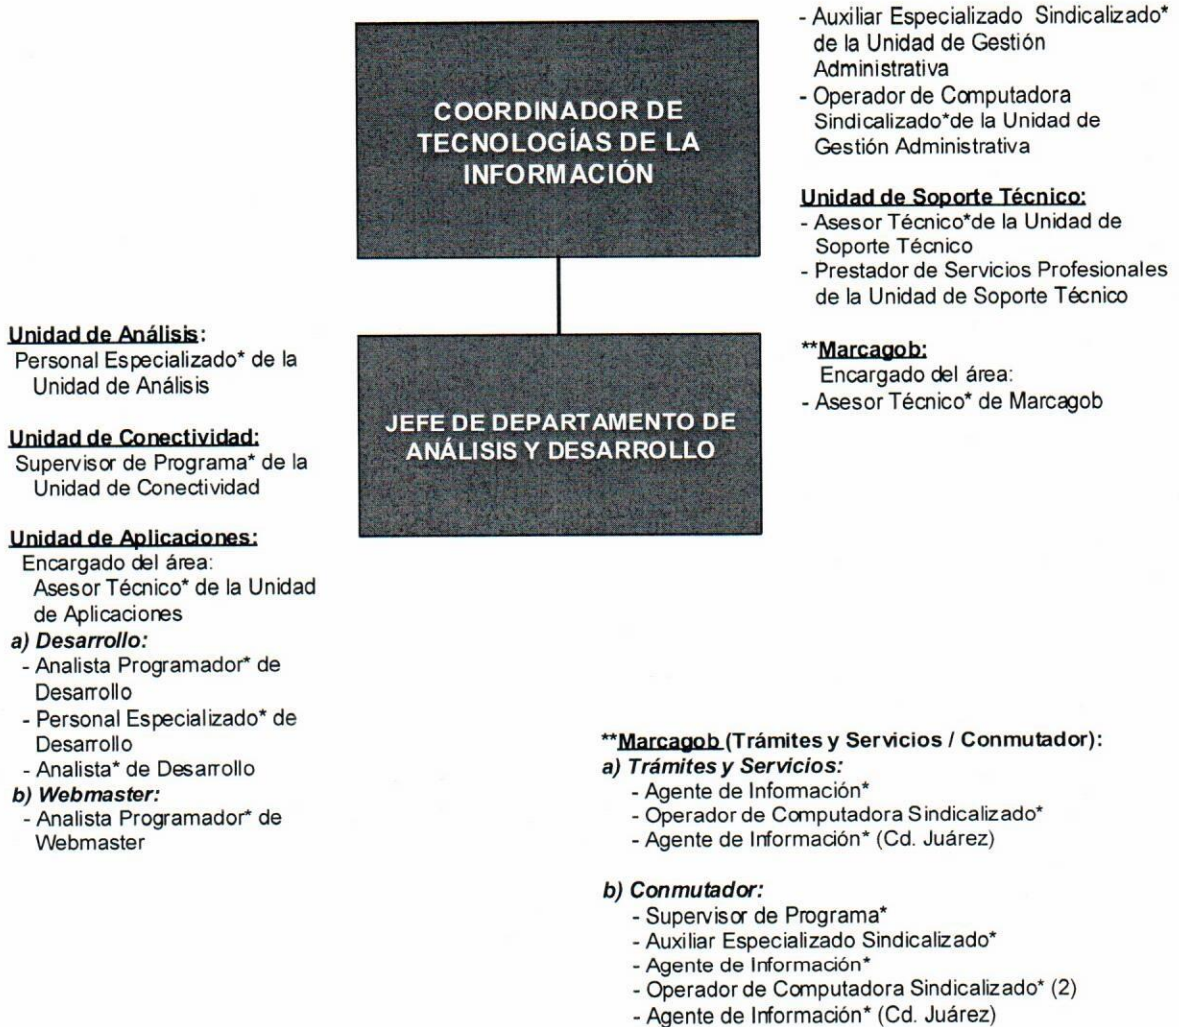 COORDINADOR DE
TECNOLOGÍAS DE LA
INFORMACIÓN
- Auxiliar Especializado Sindicalizado*
de la Unidad de Gestión
Administrativa
- Operador de Computadora
Sindicalizado*de la Unidad de
Gestión Administrativa
Unidad de Soporte Técnico:
- Asesor Técnico*de la Unidad de
Soporte Técnico
- Prestador de Servicios Profesionales
de la Unidad de Soporte Técnico
**Marcagob:
Encargado del área:
- Asesor Técnico* de Marcagob
JEFE DE DEPARTAMENTO DE
ANÁLISIS Y DESARROLLO
Unidad de Análisis:
Personal Especializado* de la
Unidad de Análisis
Unidad de Conectividad:
Supervisor de Programa* de la
Unidad de Conectividad
Unidad de Aplicaciones:
Encargado del área:
Asesor Técnico* de la Unidad
de Aplicaciones
a) Desarrollo:
- Analista Programador* de
Desarrollo
- Personal Especializado* de
Desarrollo
- Analista* de Desarrollo
b) Webmaster:
- Analista Programador* de
Webmaster
**Marcagob (Trámites y Servicios / Conmutador):
a) Trámites y Servicios:
- Agente de Información*
- Operador de Computadora Sindicalizado*
- Agente de Información* (Cd. Juárez)
b) Conmutador:
- Supervisor de Programa*
- Auxiliar Especializado Sindicalizado*
- Agente de Información*
- Operador de Computadora Sindicalizado* (2)
- Agente de Información* (Cd. Juárez)